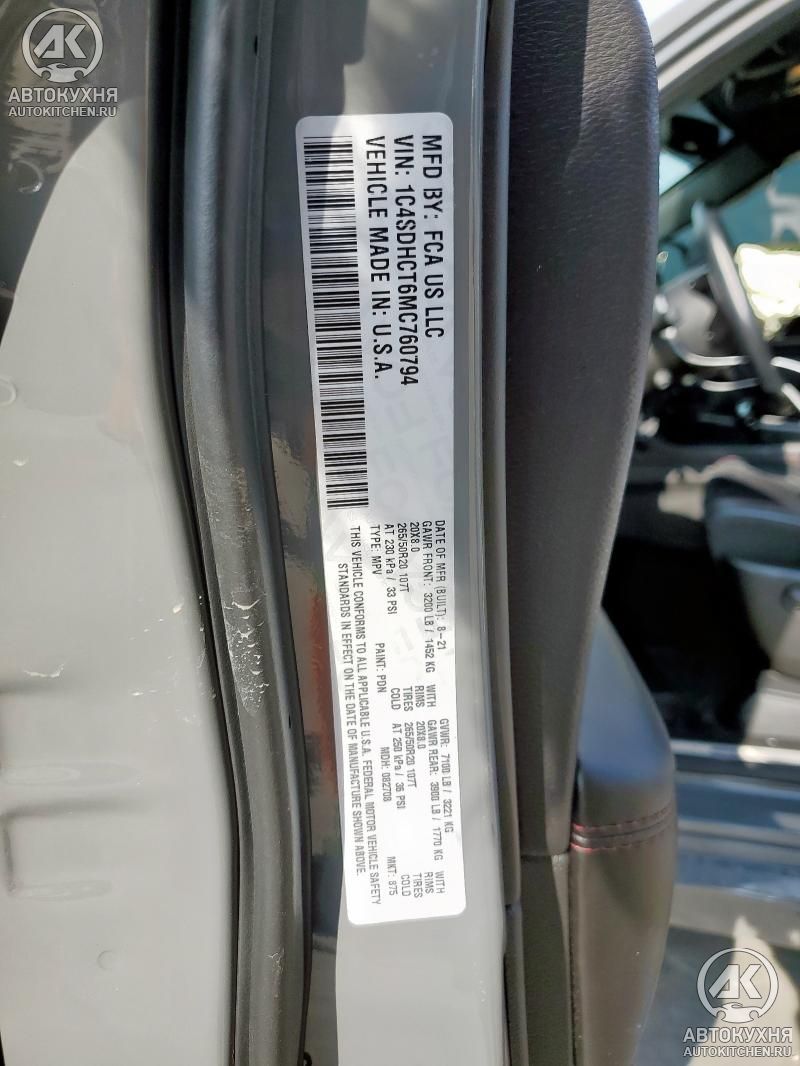 АК
АВТОКУХНЯ
AUTOKITCHEN.RU
MFD BY: FCA US LLC
VIN: 1C4SDHCT6MC760794
VEHICLE MADE IN: U.S.A.
DATE OF MFR (BUILT): 8-21 GVWR: 7100 LB / 3221 KG
GAWR FRONT: 3200 LB / 1452 KG WITH GAWR REAR: 3900 LB / 1770 KG WITH
20X8.0 RIMS 20X8.0 RIMS
265/50R20 107T TIRES 265/50R20 107T TIRES
AT 230 kPa / 33 PSI COLD AT 250 kPa / 36 PSI COLD
TYPE: MPV PAINT: PDN MDH: 082708 MKT: 875
THIS VEHICLE CONFORMS TO ALL APPLICABLE U.S.A. FEDERAL MOTOR VEHICLE SAFETY
STANDARDS IN EFFECT ON THE DATE OF MANUFACTURE SHOWN ABOVE.
АК
АВТОКУХНЯ
AUTOKITCHEN.RU